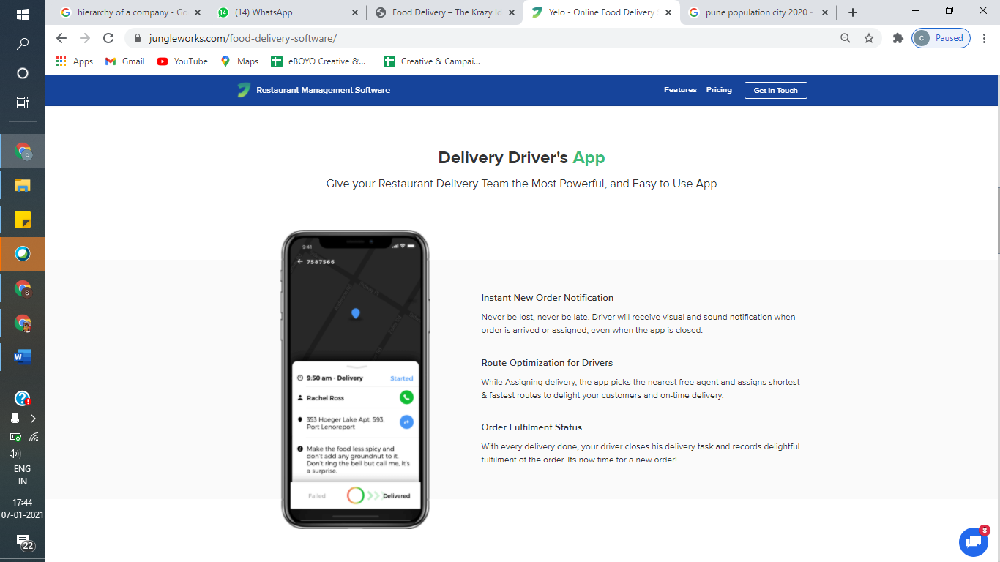 hierarchy of a company - Go
(14) WhatsApp
Food Delivery – The Krazy Id
Yelo - Online Food Delivery
pune population city 2020 -
jungleworks.com/food-delivery-software/
C Paused
Apps
Gmail
YouTube
Maps
eBOYO Creative &...
Creative & Campai...
Restaurant Management Software
Features
Pricing
Get In Touch
Delivery Driver's App
Give your Restaurant Delivery Team the Most Powerful, and Easy to Use App
9:41
7587566
9:50 am - Delivery Started
Rachel Ross
353 Hoeger Lake Apt. 593,
Port Lenoreport
Make the food less spicy and
don't add any groundnut to it.
Don't ring the bell but call me, it's
a surprise.
Failed
Delivered
Instant New Order Notification
Never be lost, never be late. Driver will receive visual and sound notification when
order is arrived or assigned, even when the app is closed.
Route Optimization for Drivers
While Assigning delivery, the app picks the nearest free agent and assigns shortest
& fastest routes to delight your customers and on-time delivery.
Order Fulfilment Status
With every delivery done, your driver closes his delivery task and records delightful
fulfilment of the order. Its now time for a new order!
8
ENG
IN
17:44
07-01-2021
22